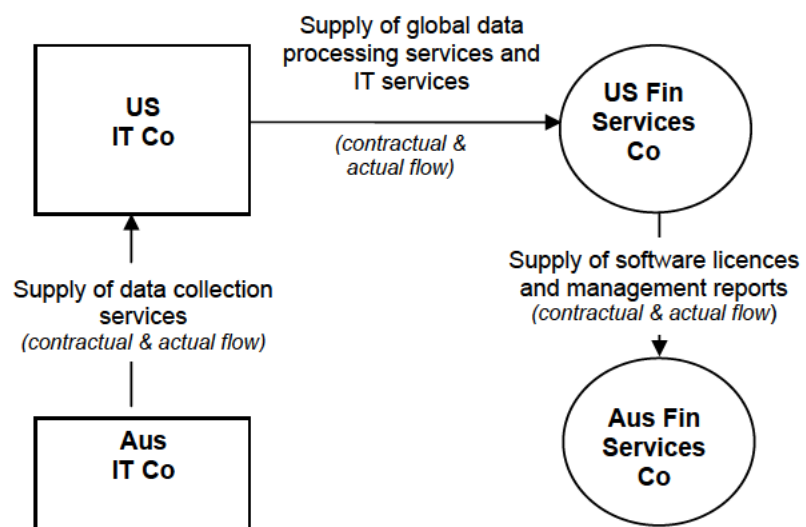 Supply of global data
processing services and
IT services
US
IT Co
US Fin
Services
Co
(contractual &
actual flow)
Supply of data collection
services
(contractual & actual flow)
Supply of software licences
and management reports
(contractual & actual flow)
Aus
IT Co
Aus Fin
Services
Co